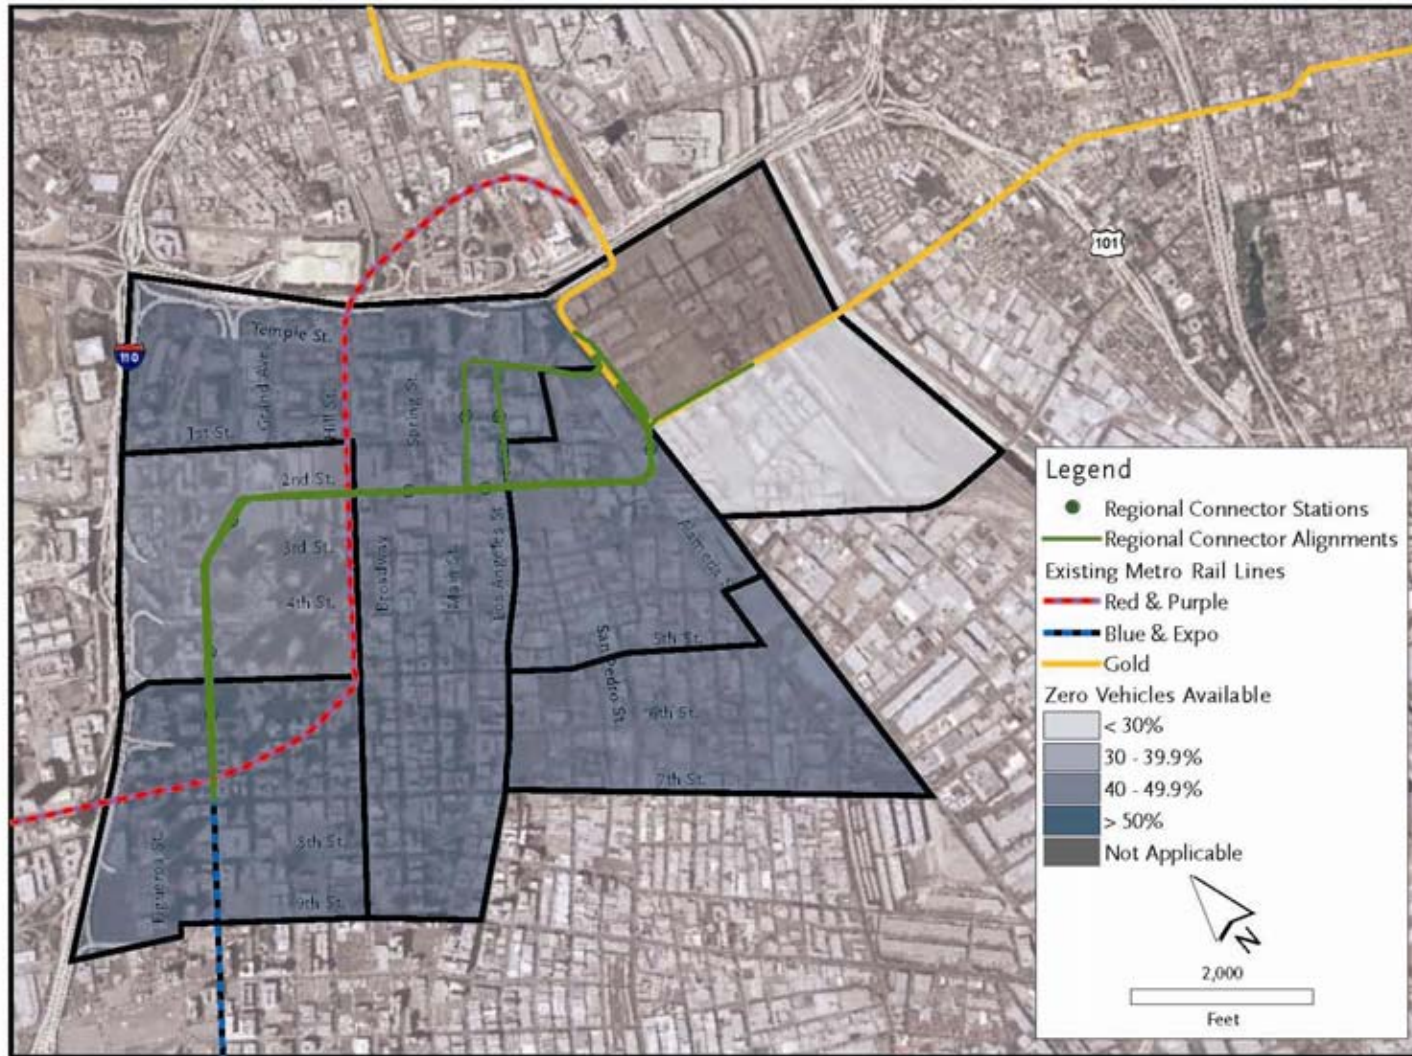 101
110
Temple St.
Grand Ave.
Hill St.
Spring St.
1st St.
2nd St.
3rd St.
4th St.
Broadway
Main St.
Los Angeles St.
Alameda
San Pedro St.
5th St.
6th St.
7th St.
8th St.
9th St.
Figueroa St.
Legend
Regional Connector Stations
Regional Connector Alignments
Existing Metro Rail Lines
Red & Purple
Blue & Expo
Gold
Zero Vehicles Available
< 30%
30 - 39.9%
40 - 49.9%
> 50%
Not Applicable
N
2,000
Feet